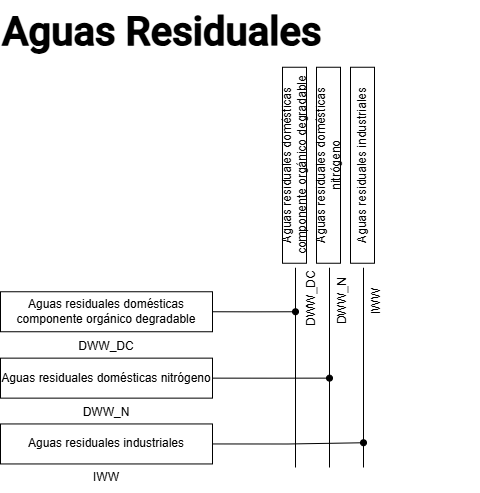 Aguas Residuales
Aguas residuales domésticas
componente orgánico degradable
Aguas residuales domésticas
nitrógeno
Aguas residuales industriales
DWW_DC
DWW_N
IWW
Aguas residuales domésticas
componente orgánico degradable
DWW_DC
Aguas residuales domésticas nitrógeno
DWW_N
Aguas residuales industriales
IWW